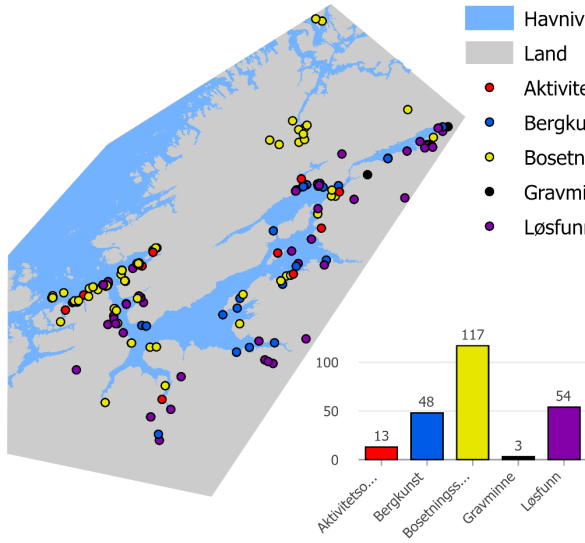 Havniv
Land
Aktivite
Bergku
Bosetn
Gravmi
Løsfun
117
100
54
48
50
13
3
0
Aktivitetso...
Bergkunst
Bosetningss...
Gravminne
Løsfunn